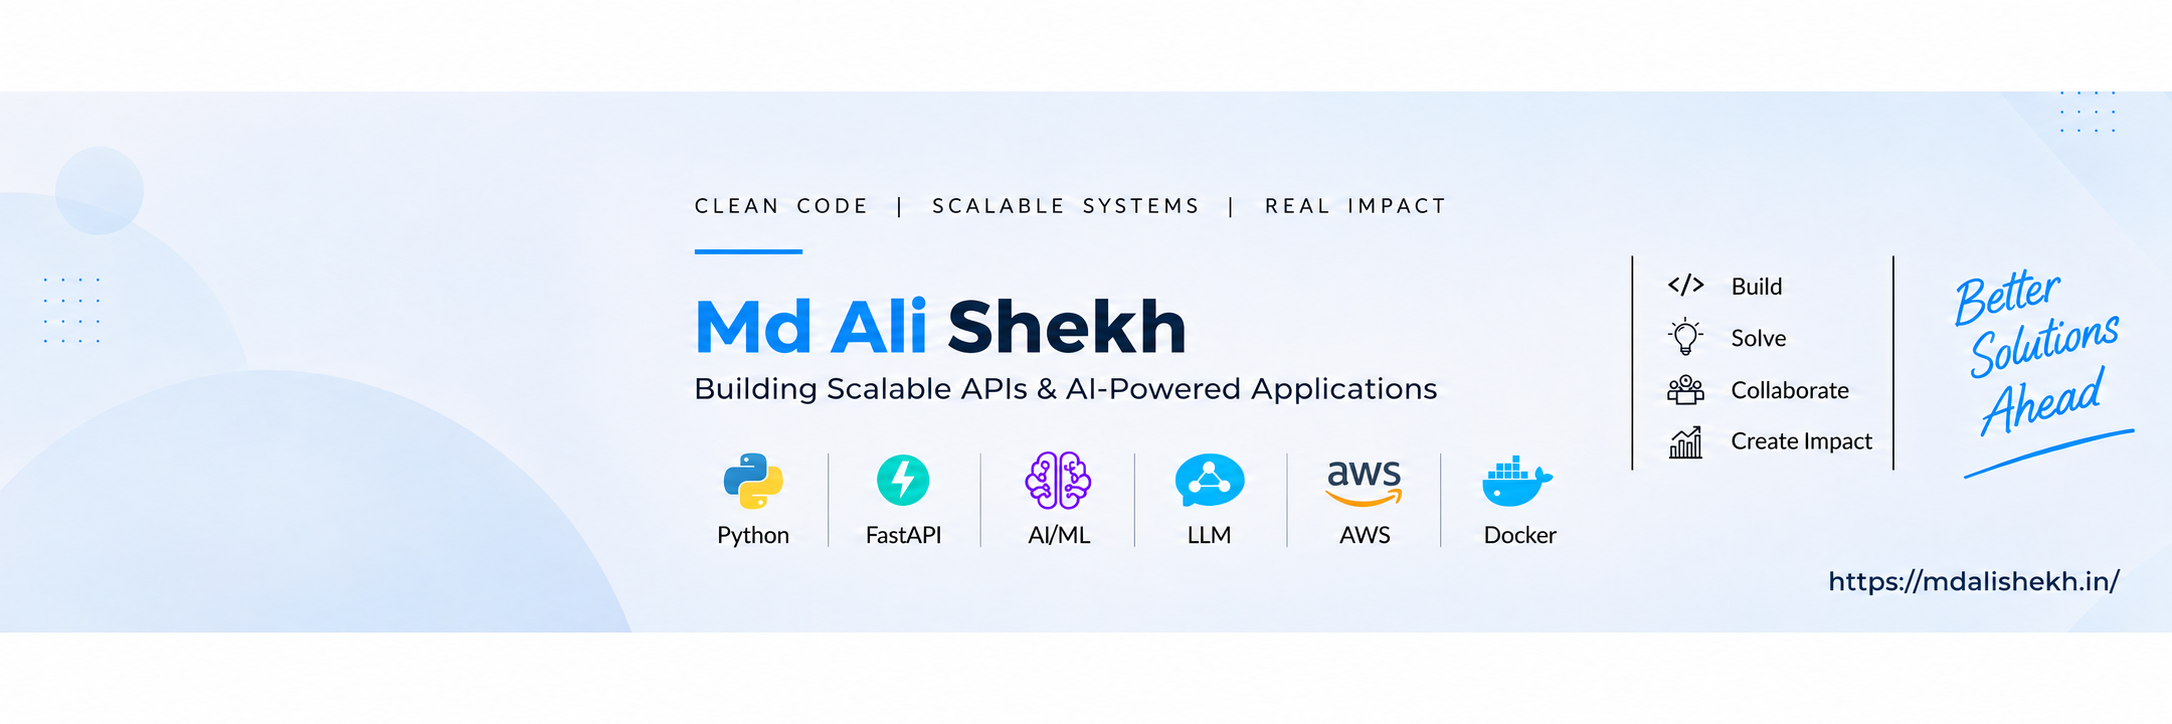 CLEAN CODE | SCALABLE SYSTEMS | REAL IMPACT
Md Ali Shekh
Building Scalable APIs & AI-Powered Applications
aws
Python
FastAPI
AI/ML
LLM
AWS
Docker
</> Build
Solve
Collaborate
Create Impact
Better
Solutions
Ahead
https://mdalishekh.in/